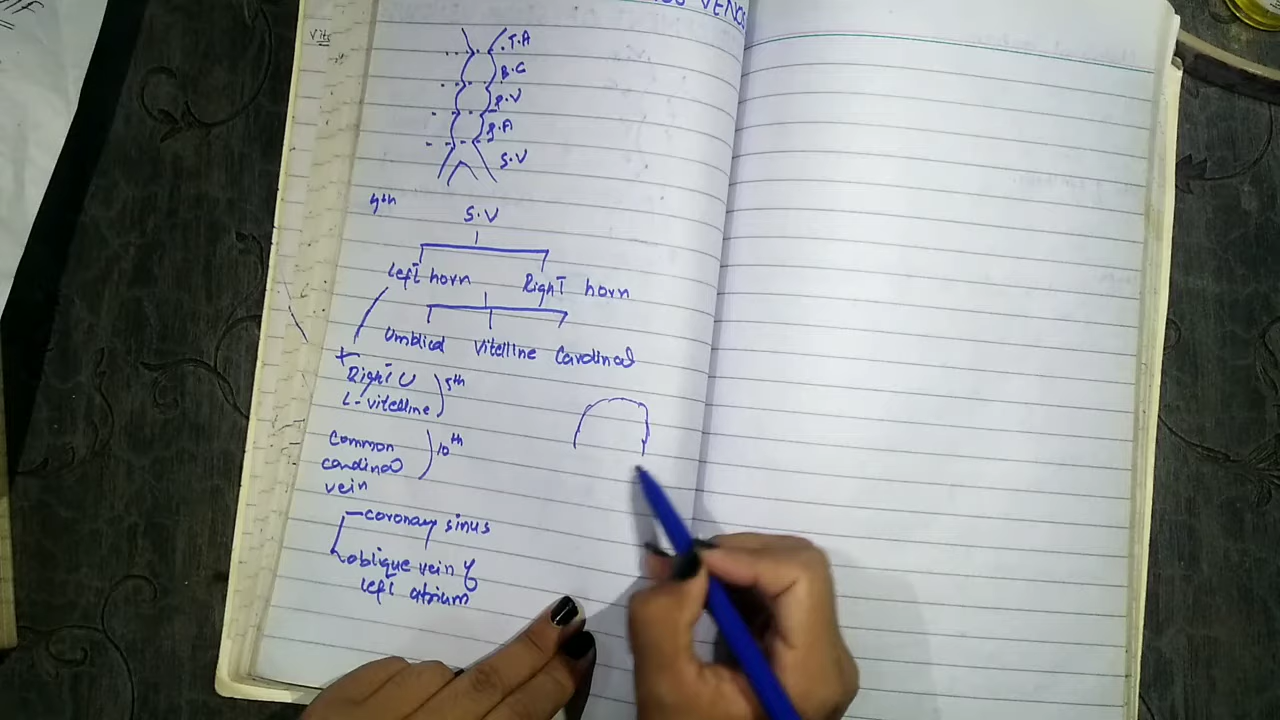 VENOS
T.A
B.C
P.V
P.A
S.V
4th
S.V
Left horn
Right horn
Umblical
Vitelline
Cardinal
+
Right U
L-vitelline
5th
Common
Cardinal
vein
10th
coronary sinus
oblique vein of
left atrium